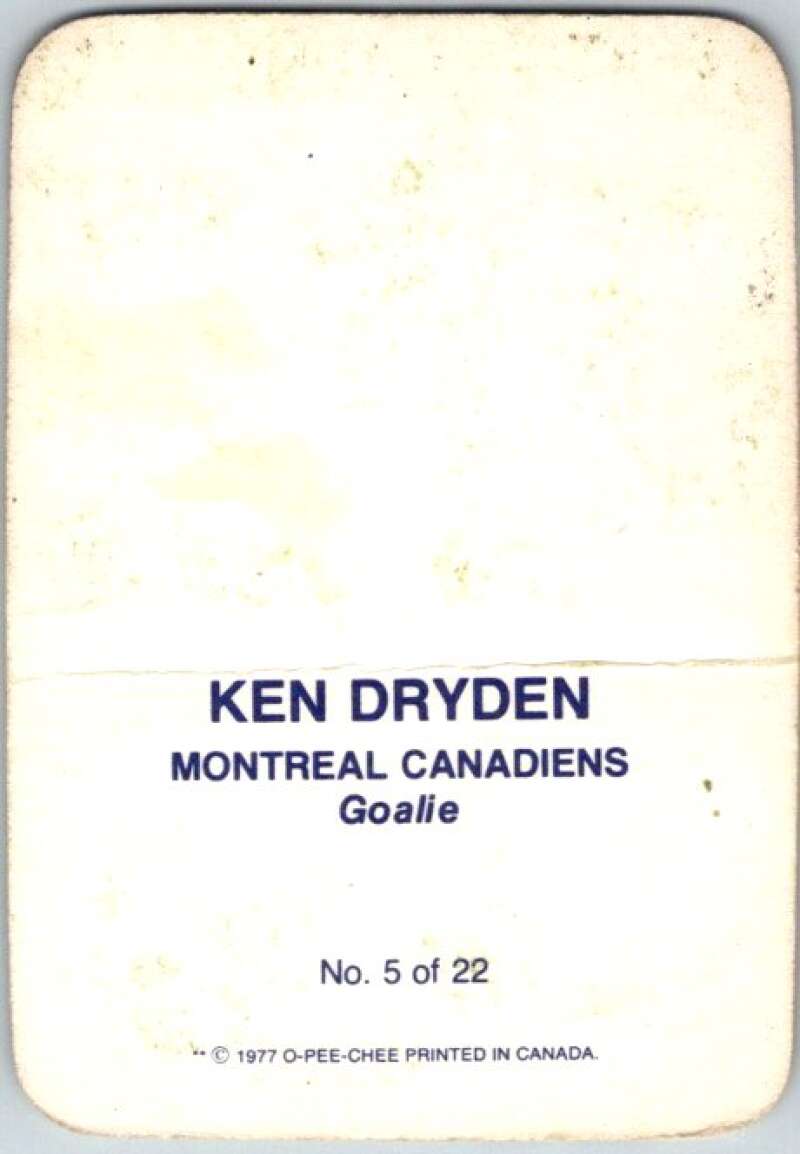 KEN DRYDEN
MONTREAL CANADIENS
Goalie
No. 5 of 22
** © 1977 O-PEE-CHEE PRINTED IN CANADA.